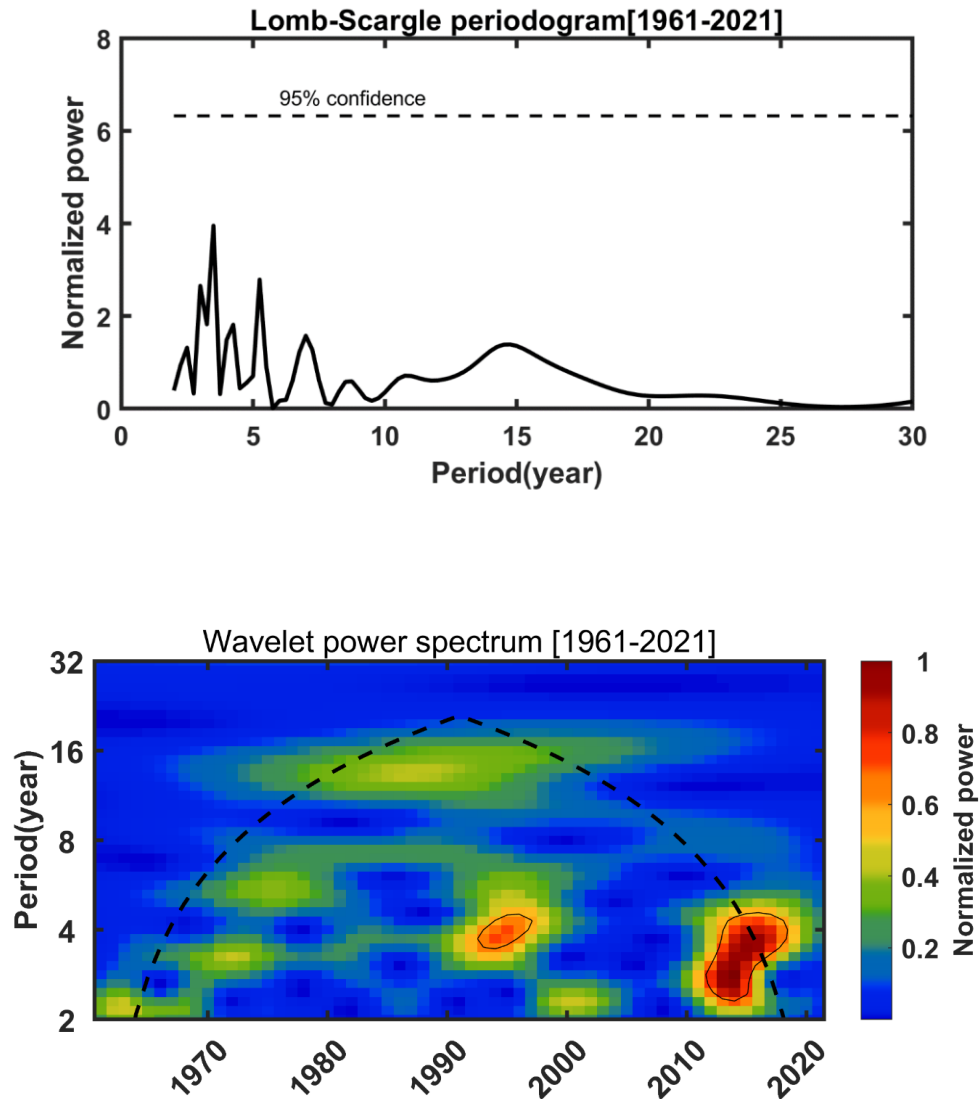 Lomb-Scargle periodogram[1961-2021]
8
6
4
2
0
Normalized power
95% confidence
0 5 10 15 20 25 30
Period(year)
Wavelet power spectrum [1961-2021]
32
16
8
4
2
Period(year)
1970 1980 1990 2000 2010 2020
1
0.8
0.6
0.4
0.2
Normalized power